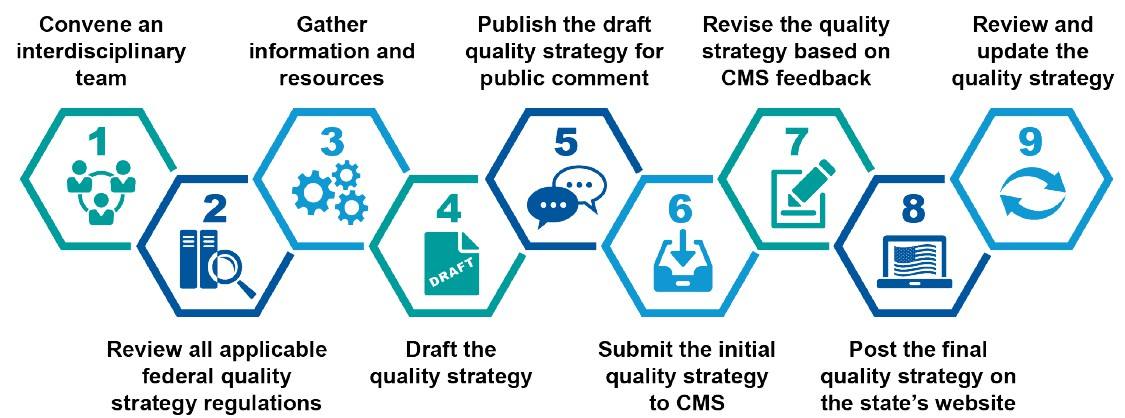 Convene an
interdisciplinary
team
1
2
Review all applicable
federal quality
strategy regulations
Gather
information and
resources
3
4
DRAFT
Draft the
quality strategy
Publish the draft
quality strategy for
public comment
5
6
Submit the initial
quality strategy
to CMS
Revise the quality
strategy based on
CMS feedback
7
8
Post the final
quality strategy on
the state's website
Review and
update the
quality strategy
9